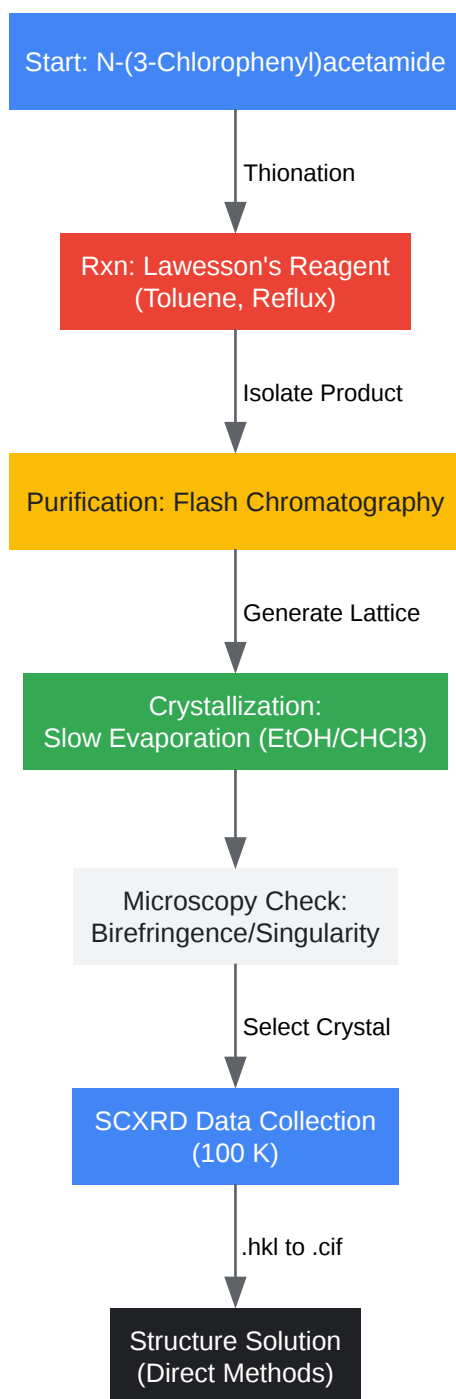 Start: N-(3-Chlorophenyl)acetamide
Thionation
Rxn: Lawesson's Reagent
(Toluene, Reflux)
Isolate Product
Purification: Flash Chromatography
Generate Lattice
Crystallization:
Slow Evaporation (EtOH/CHCl3)
Microscopy Check:
Birefringence/Singularity
Select Crystal
SCXRD Data Collection
(100 K)
.hkl to .cif
Structure Solution
(Direct Methods)